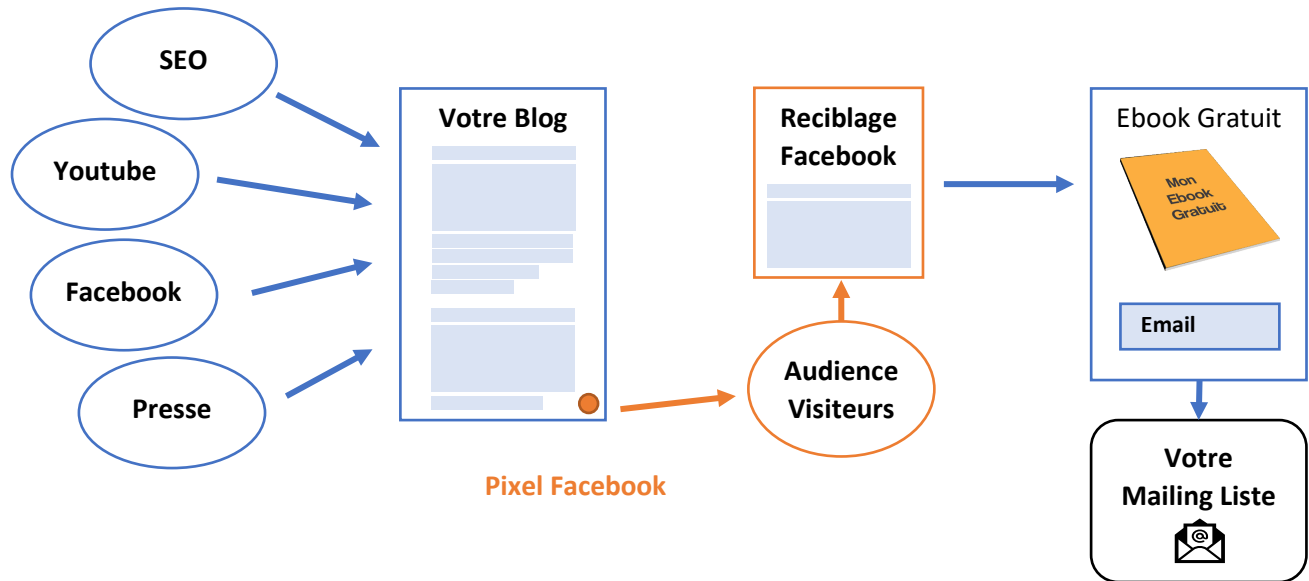 SEO
Youtube
Facebook
Presse
Votre Blog
Pixel Facebook
Reciblage
Facebook
Audience
Visiteurs
Ebook Gratuit
Mon
Ebook
Gratuit
Email
Votre
Mailing Liste
@